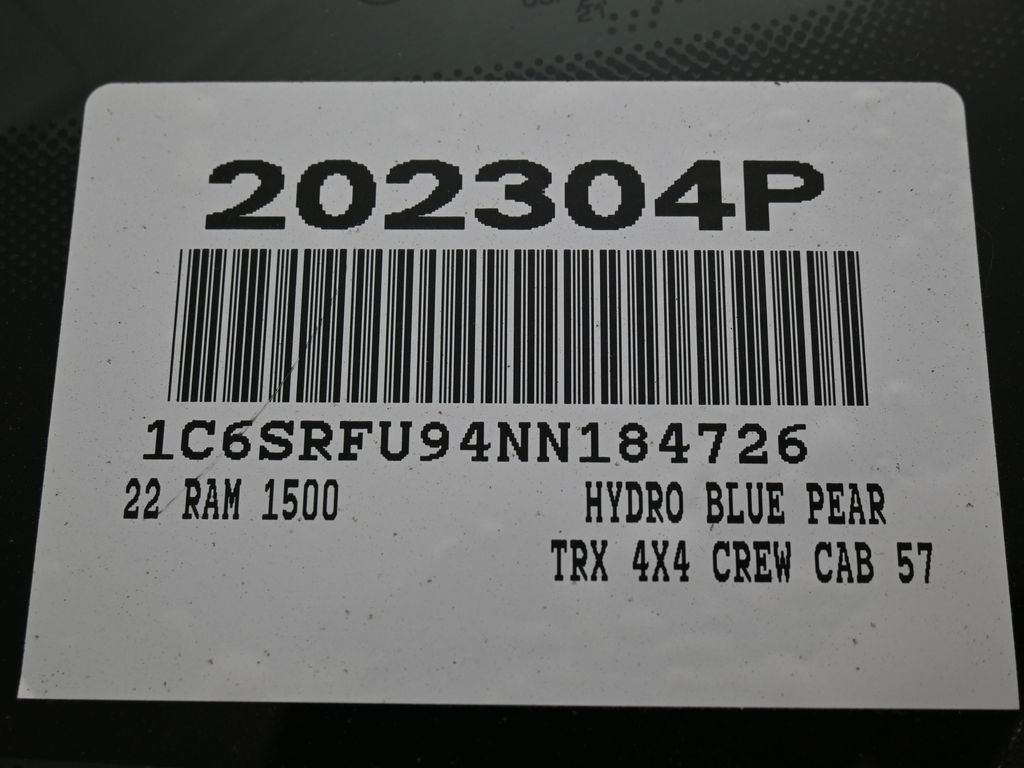 202304P
1C6SRFU94NN184726
22 RAM 1500
HYDRO BLUE PEAR
TRX 4X4 CREW CAB 57